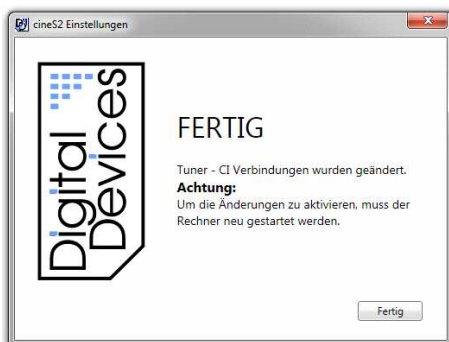 cineS2 Einstellungen
Digital
Devices
FERTIG
Tuner - CI Verbindungen wurden geändert.
Achtung:
Um die Änderungen zu aktivieren, muss der
Rechner neu gestartet werden.
Fertig